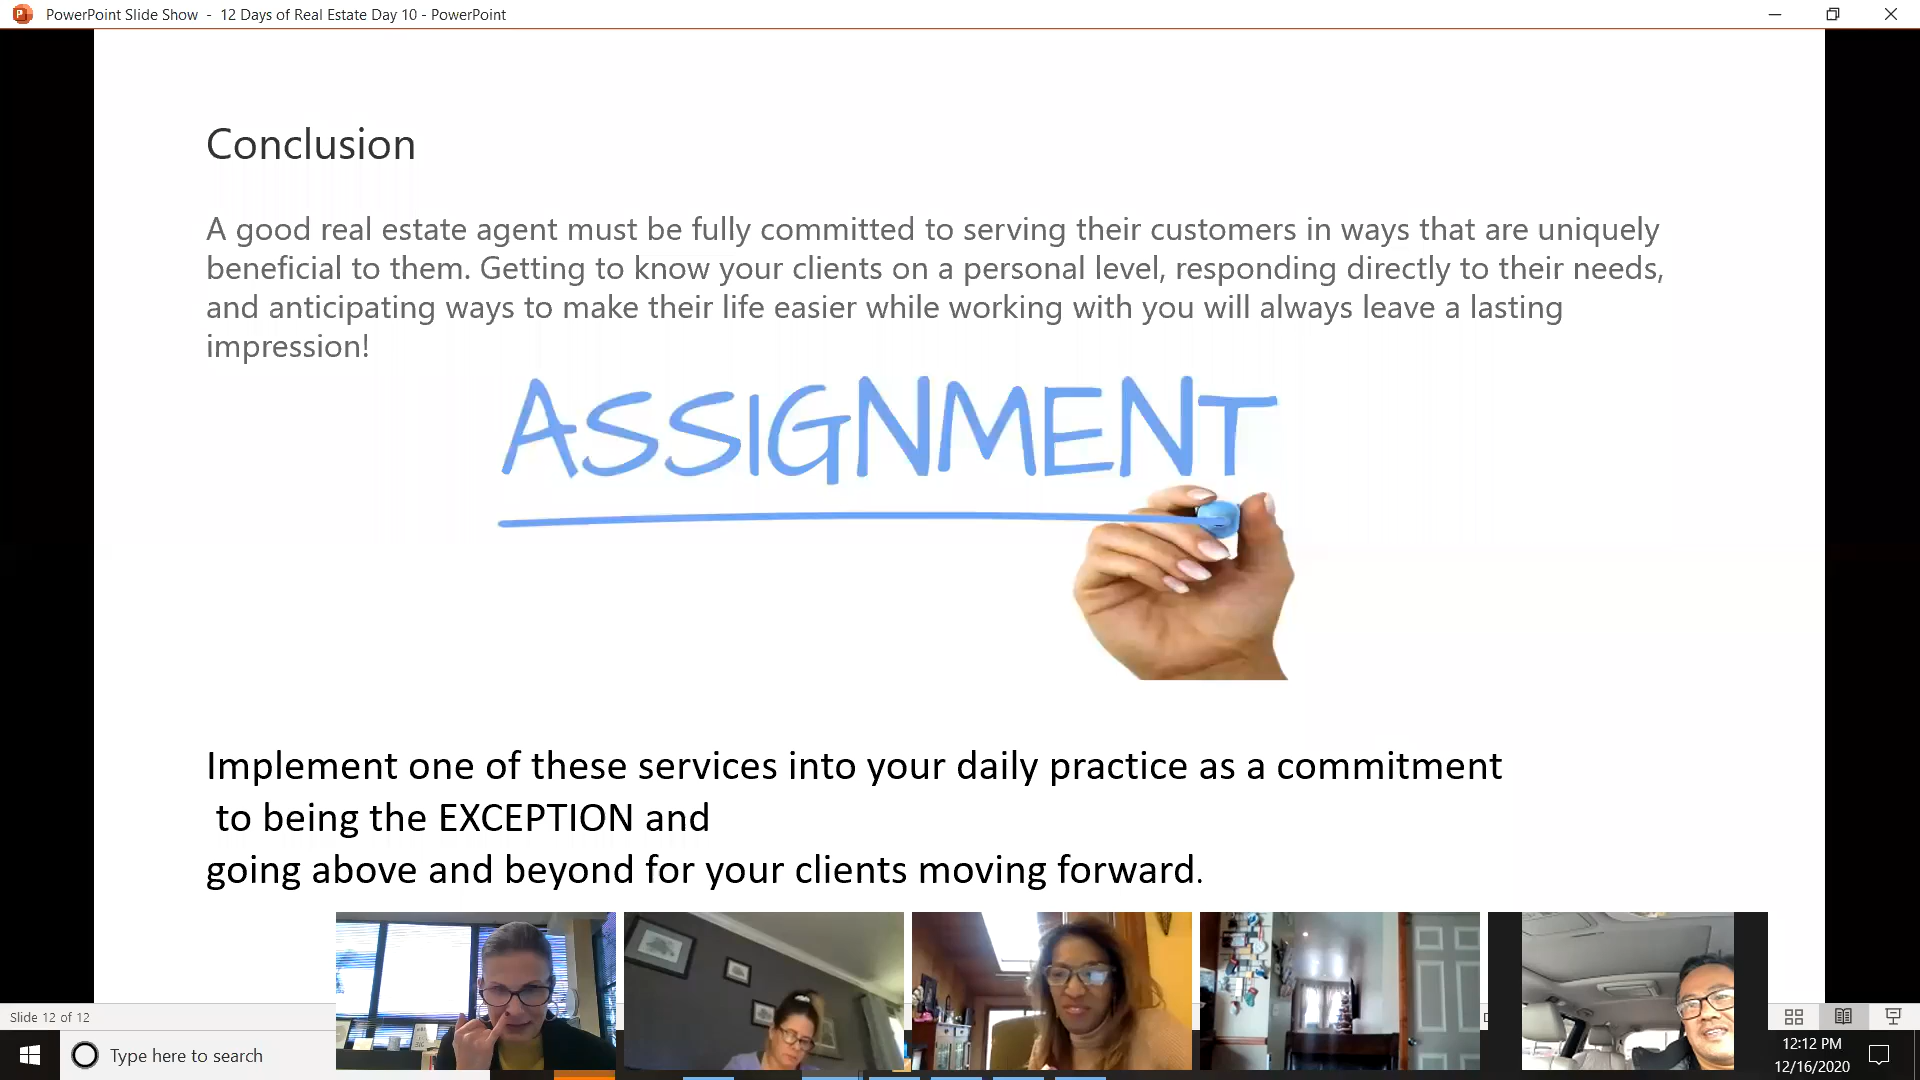 PowerPoint Slide Show - 12 Days of Real Estate Day 10 - PowerPoint
Conclusion
A good real estate agent must be fully committed to serving their customers in ways that are uniquely
beneficial to them. Getting to know your clients on a personal level, responding directly to their needs,
and anticipating ways to make their life easier while working with you will always leave a lasting
impression!
ASSIGNMENT
Implement one of these services into your daily practice as a commitment
to being the EXCEPTION and
going above and beyond for your clients moving forward.
Slide 12 of 12
Type here to search
12:12 PM
12/16/2020